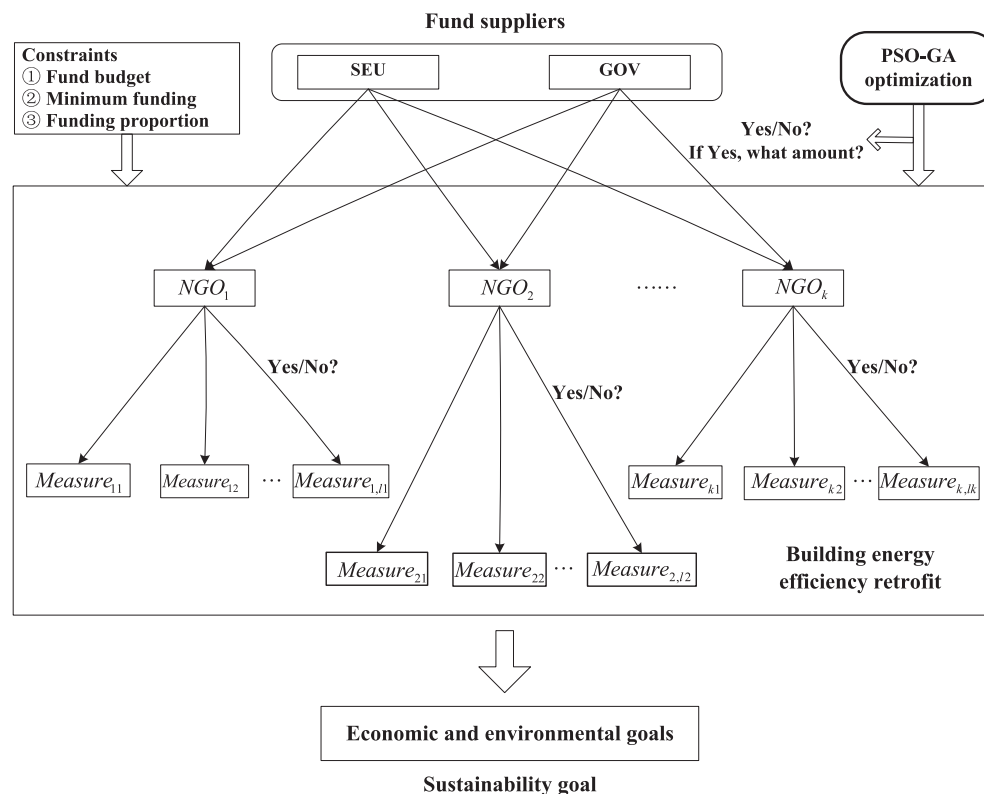 Fund suppliers
Constraints
① Fund budget
② Minimum funding
③ Funding proportion
SEU
GOV
PSO-GA
optimization
Yes/No?
If Yes, what amount?
NGO₁
NGO₂
……
NGOₖ
Yes/No?
Yes/No?
Yes/No?
Measure₁₁
Measure₁₂
…
Measure₁,ₗ₁
Measureₖ₁
Measureₖ₂
…
Measureₖ,ₗₖ
Measure₂₁
Measure₂₂
…
Measure₂,ₗ₂
Building energy
efficiency retrofit
Economic and environmental goals
Sustainability goal